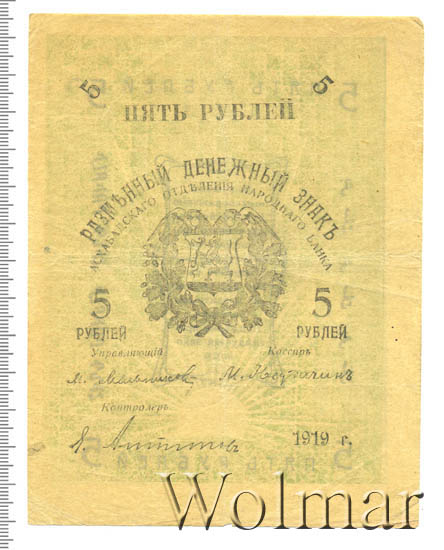 5 5
ПЯТЬ РУБЛЕЙ
РАЗМѢННЫЙ ДЕНЕЖНЫЙ ЗНАКЪ
АСХАБАДСКАГО ОТДѢЛЕНІЯ НАРОДНАГО БАНКА
5 5
РУБЛЕЙ РУБЛЕЙ
Управляющій Кассиръ
М.
Контролеръ
1919 г.
Wolmar